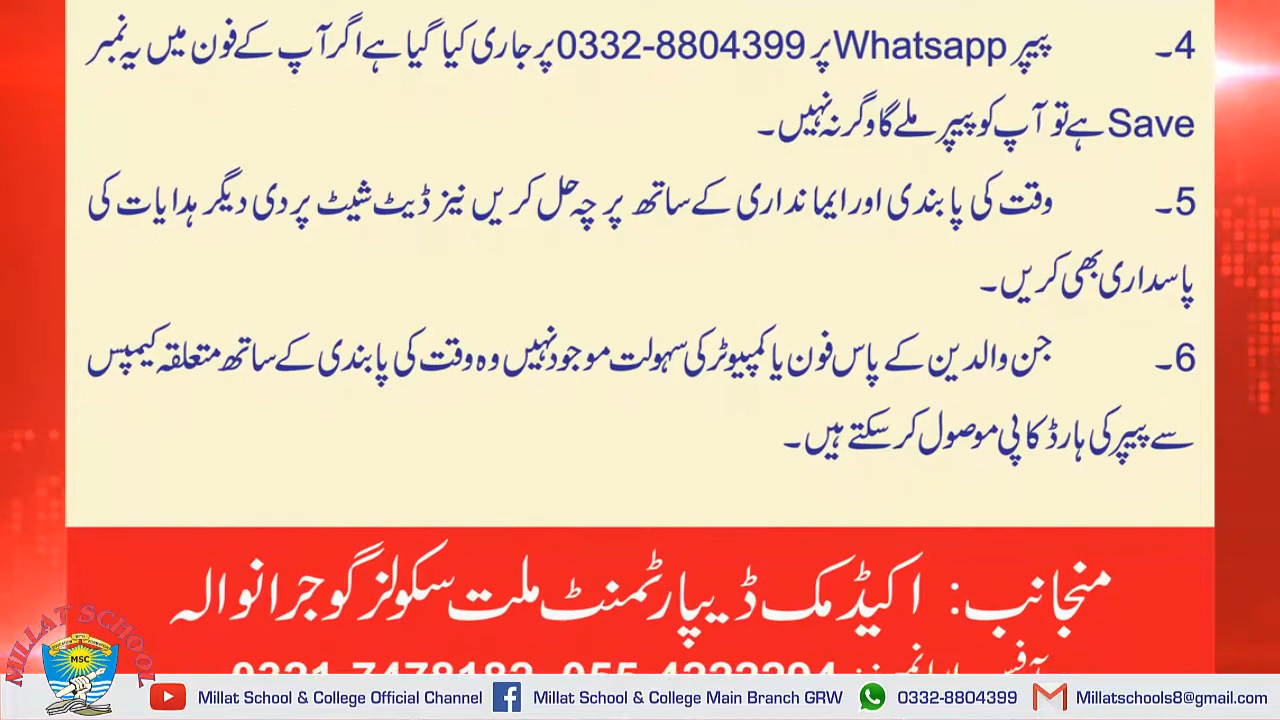 4۔ پیپر Whatsapp پر 0332-8804399 پر جاری کیا گیا ہے اگر آپ کے فون میں یہ نمبر
Save ہے تو آپ کو پیپر ملے گا وگرنہ نہیں۔
5۔ وقت کی پابندی اور ایمانداری کے ساتھ پرچہ حل کریں نیز ڈیٹ شیٹ پر دی دیگر ہدایات کی
پاسداری بھی کریں۔
6۔ جن والدین کے پاس فون یا کمپیوٹر کی سہولت موجود نہیں وہ وقت کی پابندی کے ساتھ متعلقہ کیمپس
سے پیپر کی ہارڈ کاپی موصول کر سکتے ہیں۔
منجانب: اکیڈمک ڈیپارٹمنٹ ملت سکولز گوجرانوالہ
MILLAT SCHOOL
MSC
Millat School & College Official Channel
Millat School & College Main Branch GRW
0332-8804399
Millatschools8@gmail.com